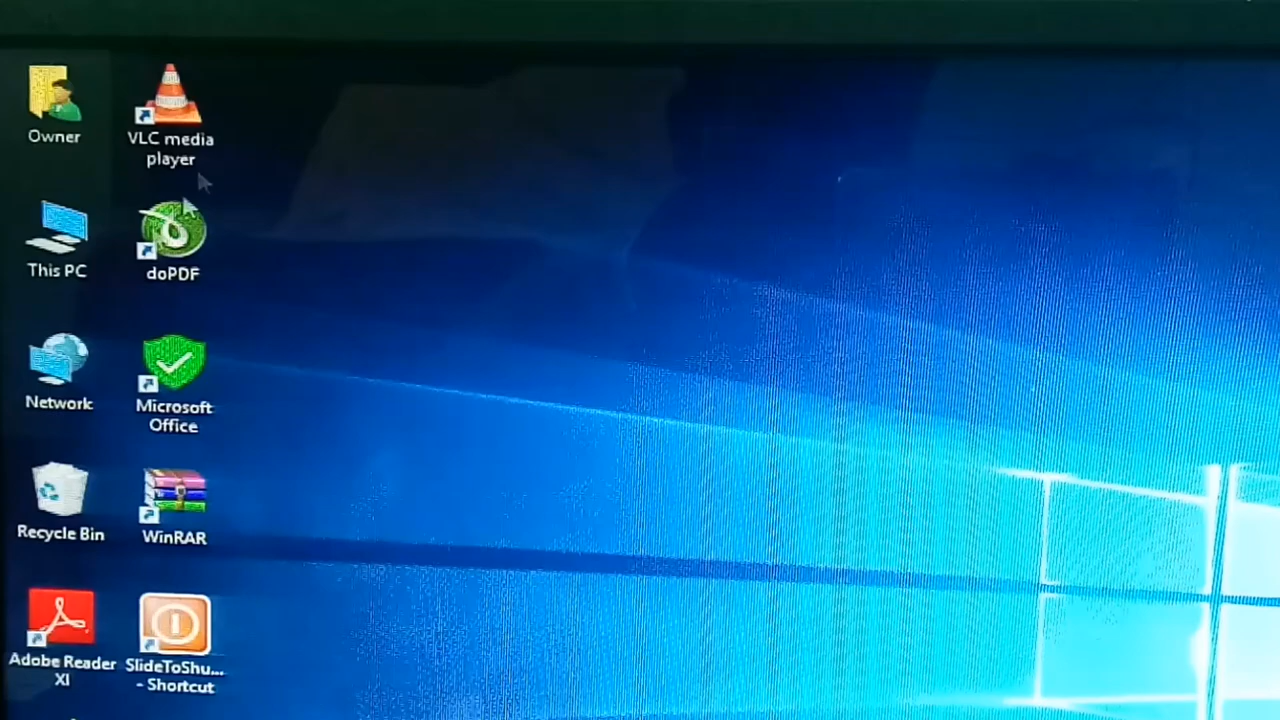 Owner
VLC media
player
This PC
doPDF
Network
Microsoft
Office
Recycle Bin
WinRAR
Adobe Reader
XI
SlideToShu...
- Shortcut